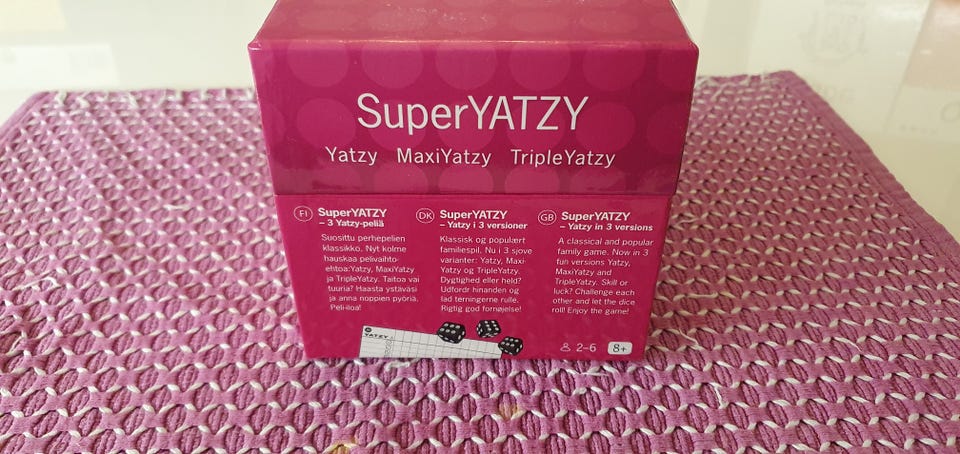 SuperYATZY
Yatzy MaxiYatzy TripleYatzy
FI SuperYATZY
– 3 Yatzy-peliä
Suosittu perhepelien
klassikko. Nyt kolme
hauskaa pelivaihto-
ehtoa:Yatzy, MaxiYatzy
ja TripleYatzy. Taitoa vai
tuuria? Haasta ystäväsi
ja anna noppien pyöriä.
Peli-iloa!
DK SuperYATZY
– Yatzy i 3 versioner
Klassisk og populært
familiespil. Nu i 3 sjove
varianter: Yatzy, Maxi-
Yatzy og TripleYatzy.
Dygtighed eller held?
Udfordr hinanden og
lad terningerne rulle.
Rigtig god fornøjelse!
GB SuperYATZY
– Yatzy in 3 versions
A classical and popular
family game. Now in 3
fun versions Yatzy,
MaxiYatzy and
TripleYatzy. Skill or
luck? Challenge each
other and let the dice
roll! Enjoy the game!
YATZY
2–6 8+